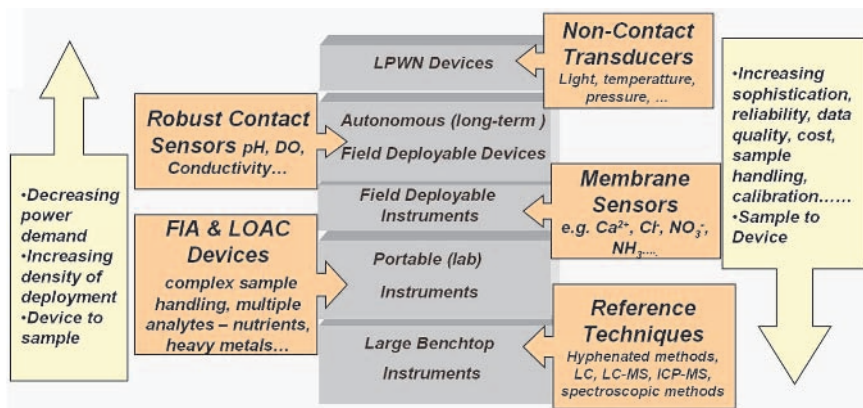 •Decreasing
power
demand
•Increasing
density of
deployment
•Device to
sample
Robust Contact
Sensors pH, DO,
Conductivity…
FIA & LOAC
Devices
complex sample
handling, multiple
analytes – nutrients,
heavy metals…
LPWN Devices
Autonomous (long-term )
Field Deployable Devices
Field Deployable
Instruments
Portable (lab)
Instruments
Large Benchtop
Instruments
Non-Contact
Transducers
Light, temperatture,
pressure, …
Membrane
Sensors
e.g. Ca²⁺, Cl⁻, NO₃⁻,
NH₃.....
Reference
Techniques
Hyphenated methods,
LC, LC-MS, ICP-MS,
spectroscopic methods
•Increasing
sophistication,
reliability, data
quality, cost,
sample
handling,
calibration……
•Sample to
Device